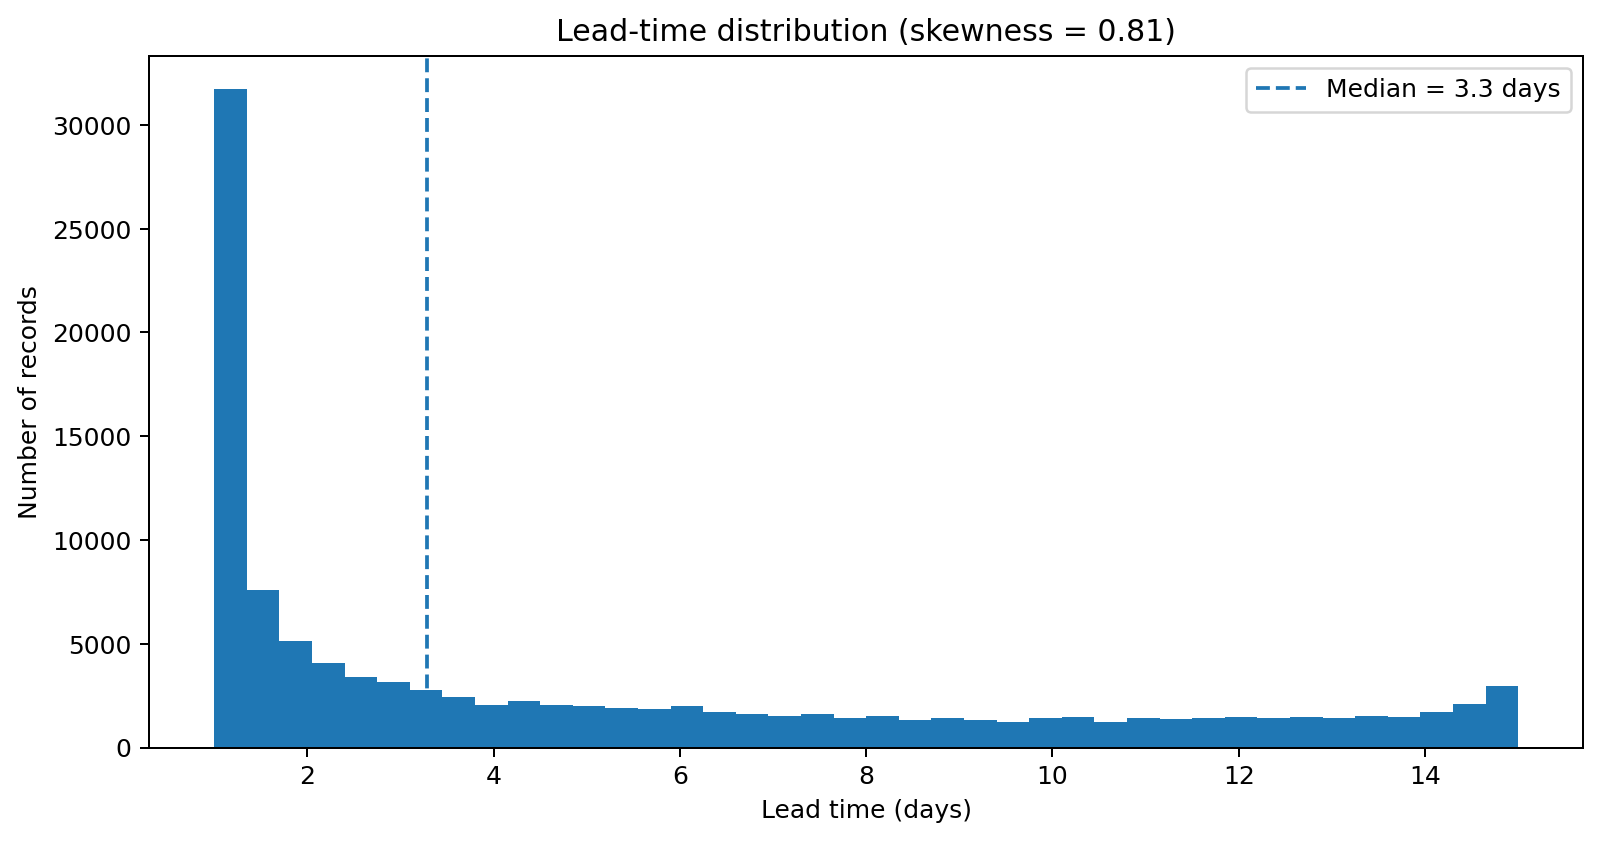 Lead-time distribution (skewness = 0.81)
Median = 3.3 days
30000
25000
20000
15000
10000
5000
0
Number of records
2 4 6 8 10 12 14
Lead time (days)